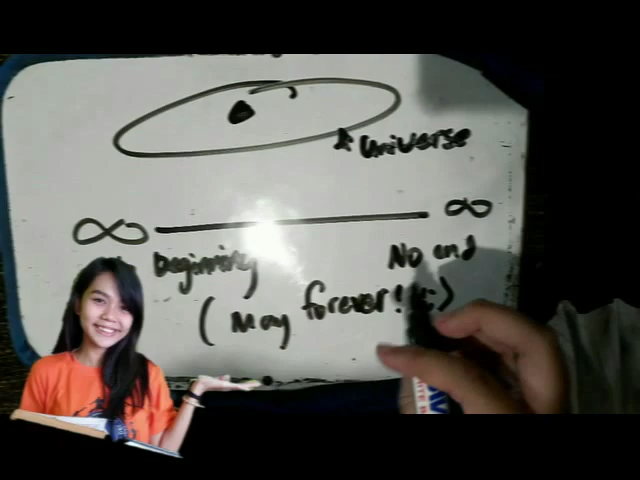 universe
∞ ∞
beginning No end
(May forever! :)